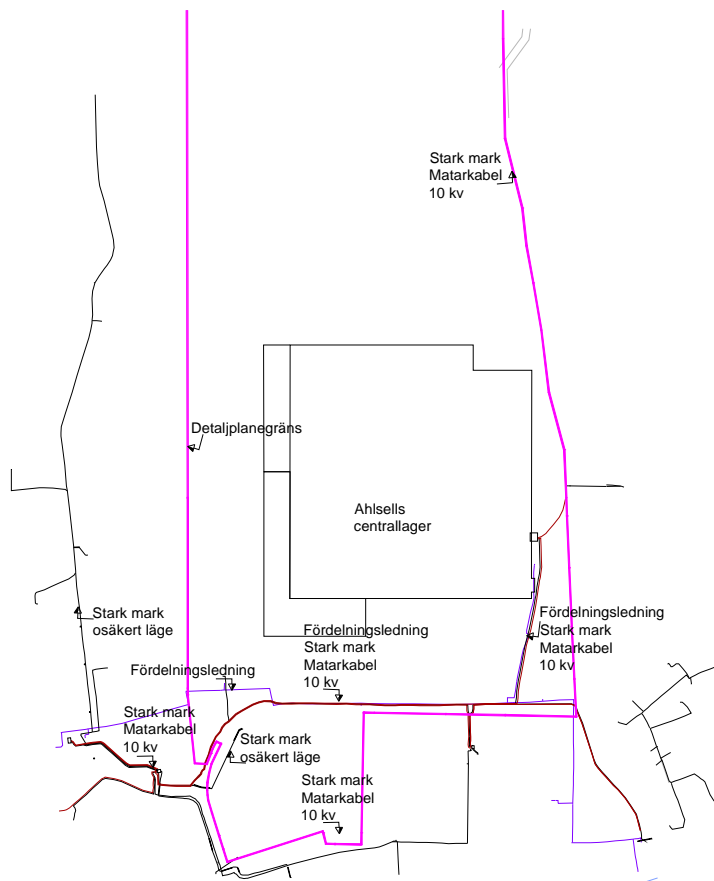 Stark mark
Matarkabel
10 kv
Detaljplanegräns
Ahlsells
centrallager
Stark mark
osäkert läge
Fördelningsledning
Stark mark
Matarkabel
10 kv
Fördelningsledning
Stark mark
Matarkabel
10 kv
Fördelningsledning
Stark mark
Matarkabel
10 kv
Stark mark
osäkert läge
Stark mark
Matarkabel
10 kv